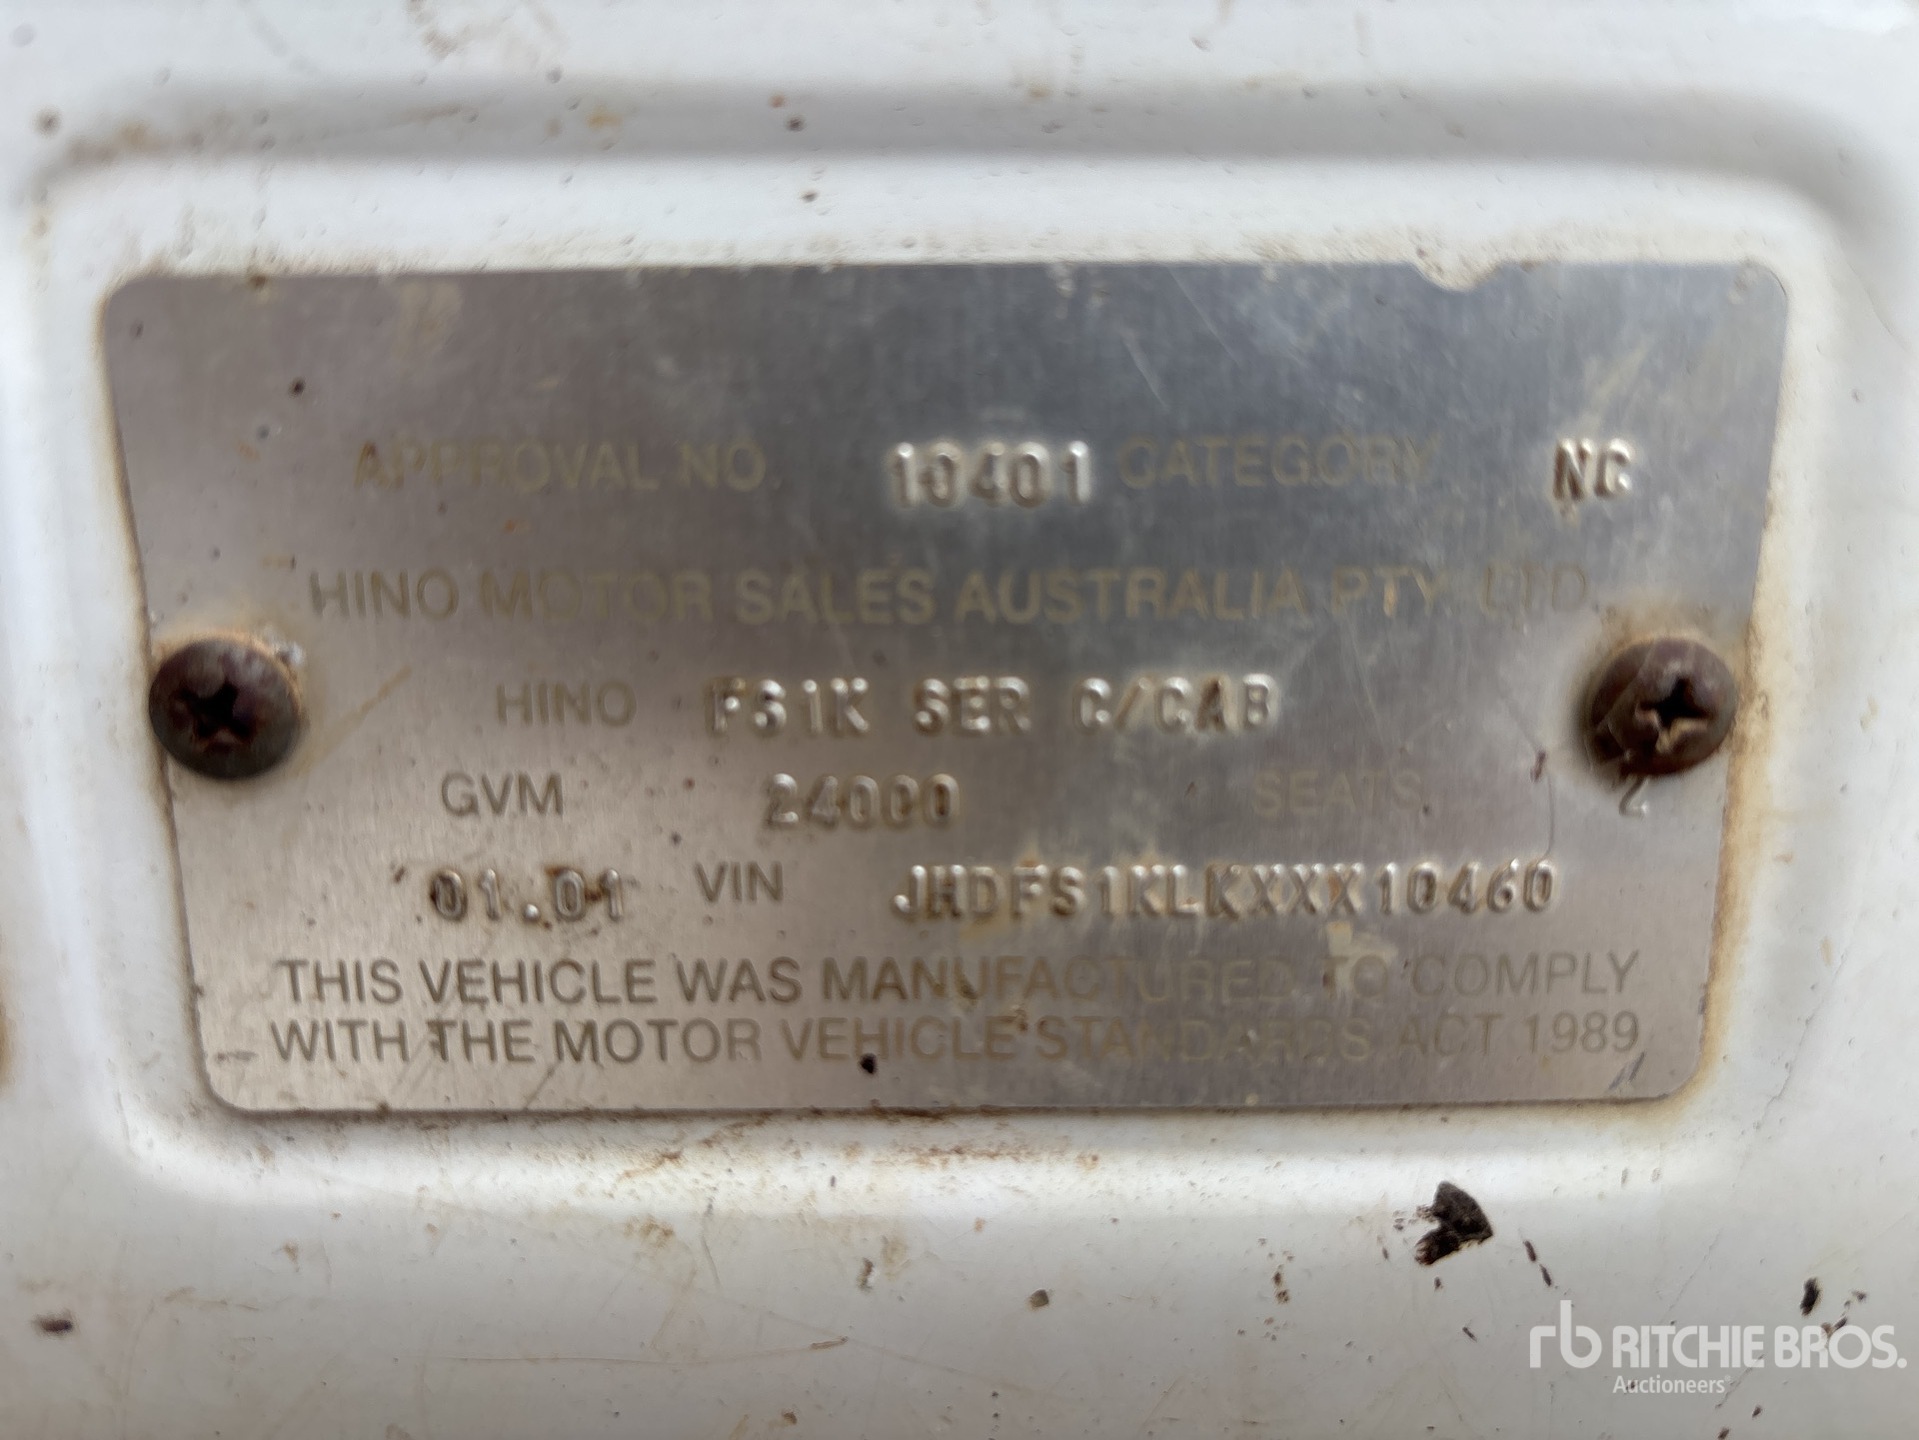 APPROVAL NO. 10401 CATEGORY NC
HINO MOTOR SALES AUSTRALIA PTY. LTD.
HINO FS1K SER C/CAB
GVM 24000 SEATS 2
01.01 VIN JHDFS1KLKXXX10460
THIS VEHICLE WAS MANUFACTURED TO COMPLY
WITH THE MOTOR VEHICLE STANDARDS ACT 1989
rb RITCHIE BROS.
Auctioneers